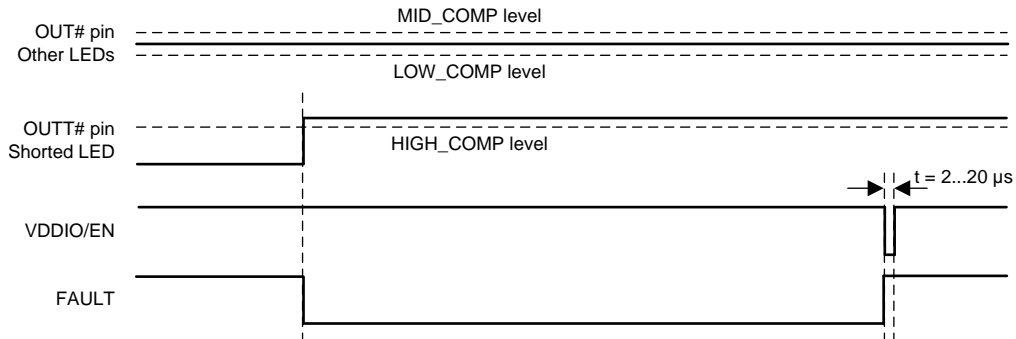 MID_COMP level
OUT# pin
Other LEDs
LOW_COMP level
OUTT# pin
Shorted LED
HIGH_COMP level
t = 2...20 µs
VDDIO/EN
FAULT